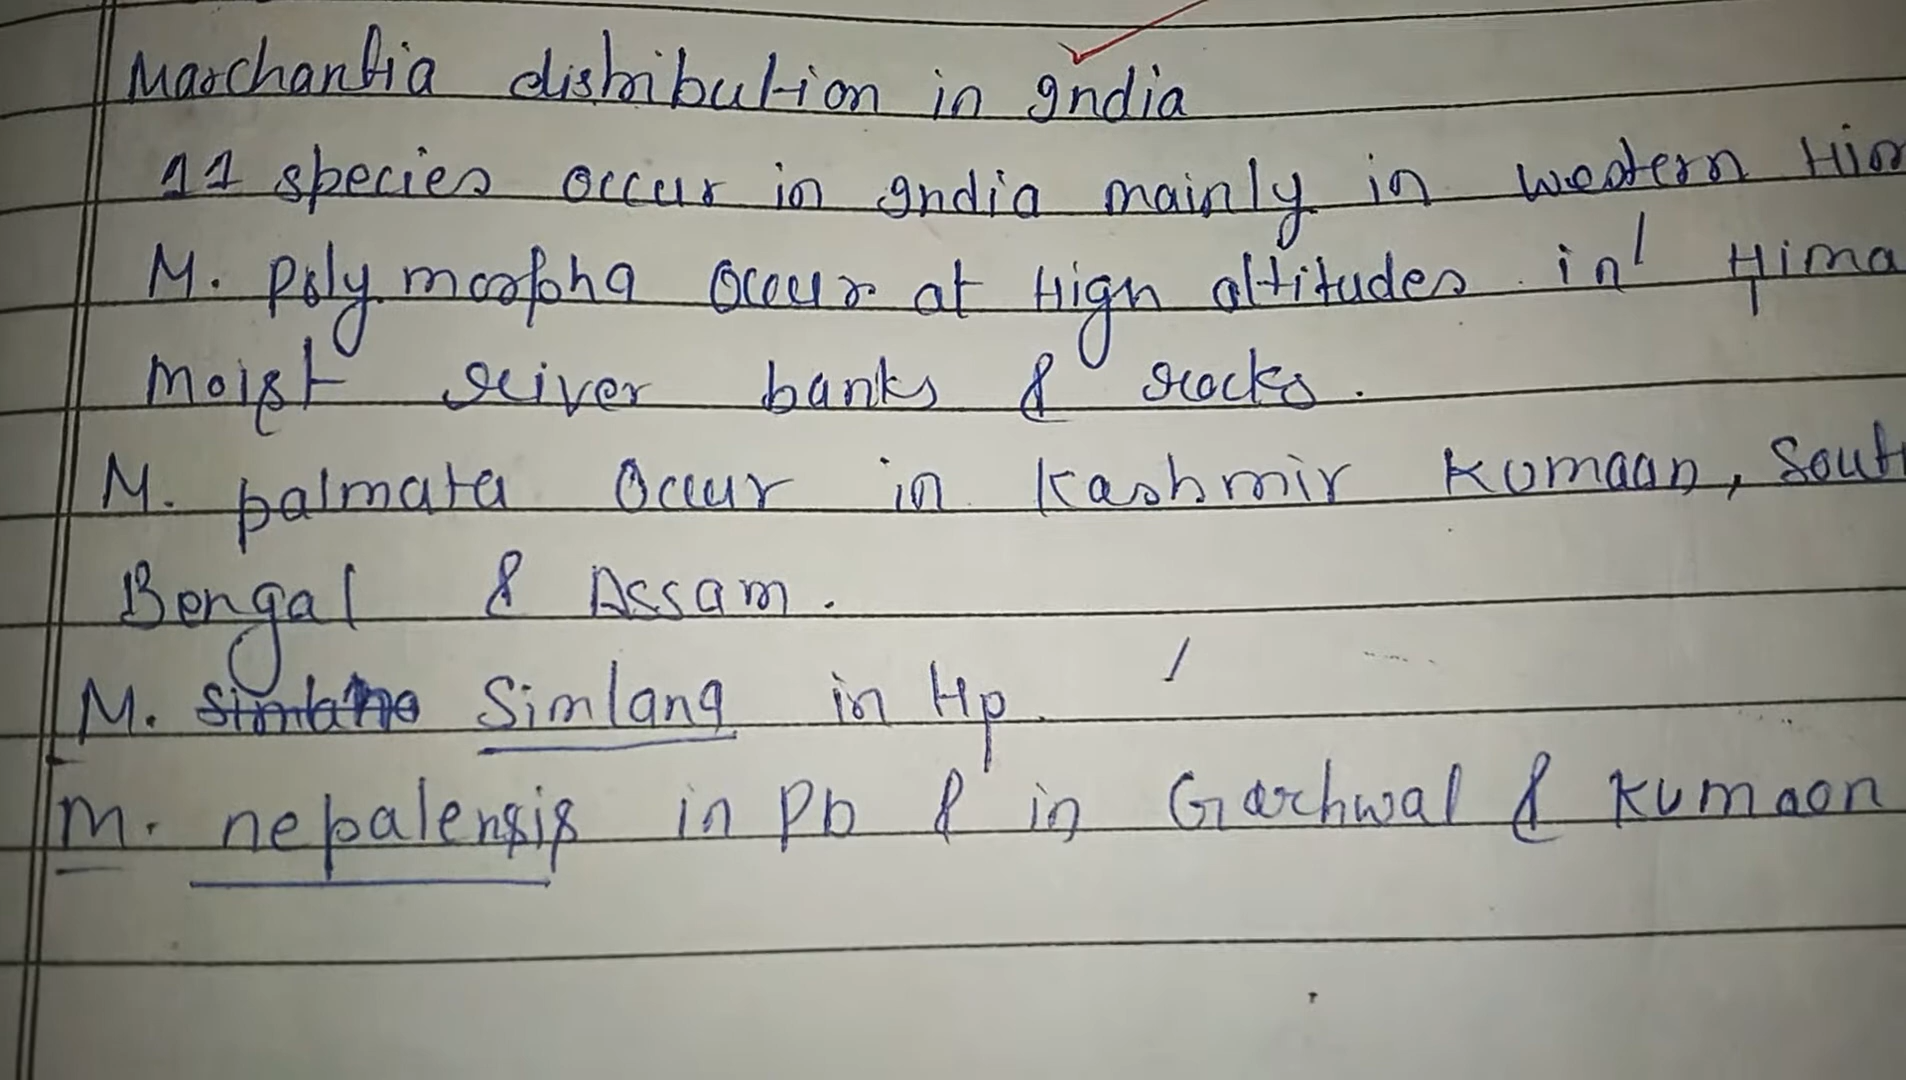 Marchantia distribution in India
11 species occur in India mainly in western Him
M. polymorpha occur at High altitudes in Hima
Moist river banks & rocks.
M. palmata occur in Kashmir Kumaon, Sout
Bengal & Assam.
M. Simlana in Hp.
M. nepalensis in Pb & in Garhwal & Kumaon